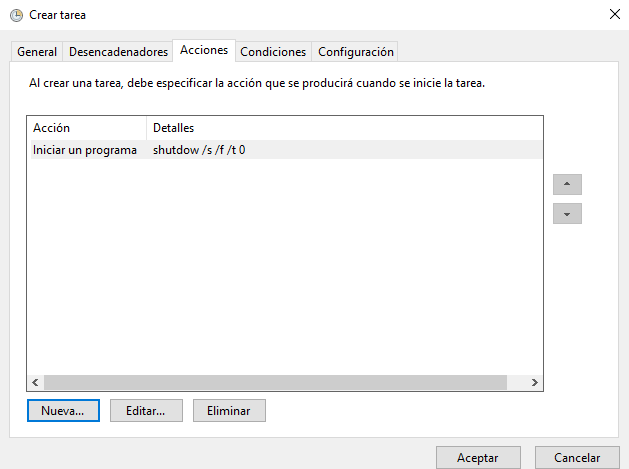 Crear tarea
General Desencadenadores Acciones Condiciones Configuración
Al crear una tarea, debe especificar la acción que se producirá cuando se inicie la tarea.
Acción Detalles
Iniciar un programa shutdow /s /f /t 0
Nueva... Editar... Eliminar
Aceptar Cancelar